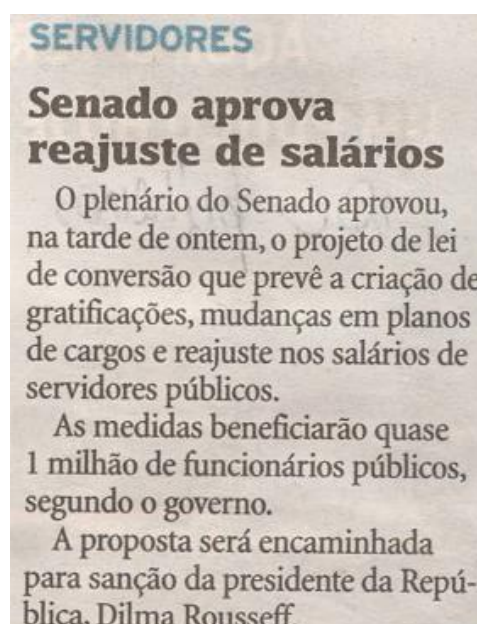 SERVIDORES
Senado aprova
reajuste de salários
O plenário do Senado aprovou,
na tarde de ontem, o projeto de lei
de conversão que prevê a criação de
gratificações, mudanças em planos
de cargos e reajuste nos salários de
servidores públicos.
As medidas beneficiarão quase
1 milhão de funcionários públicos,
segundo o governo.
A proposta será encaminhada
para sanção da presidente da Repú-
blica, Dilma Rousseff